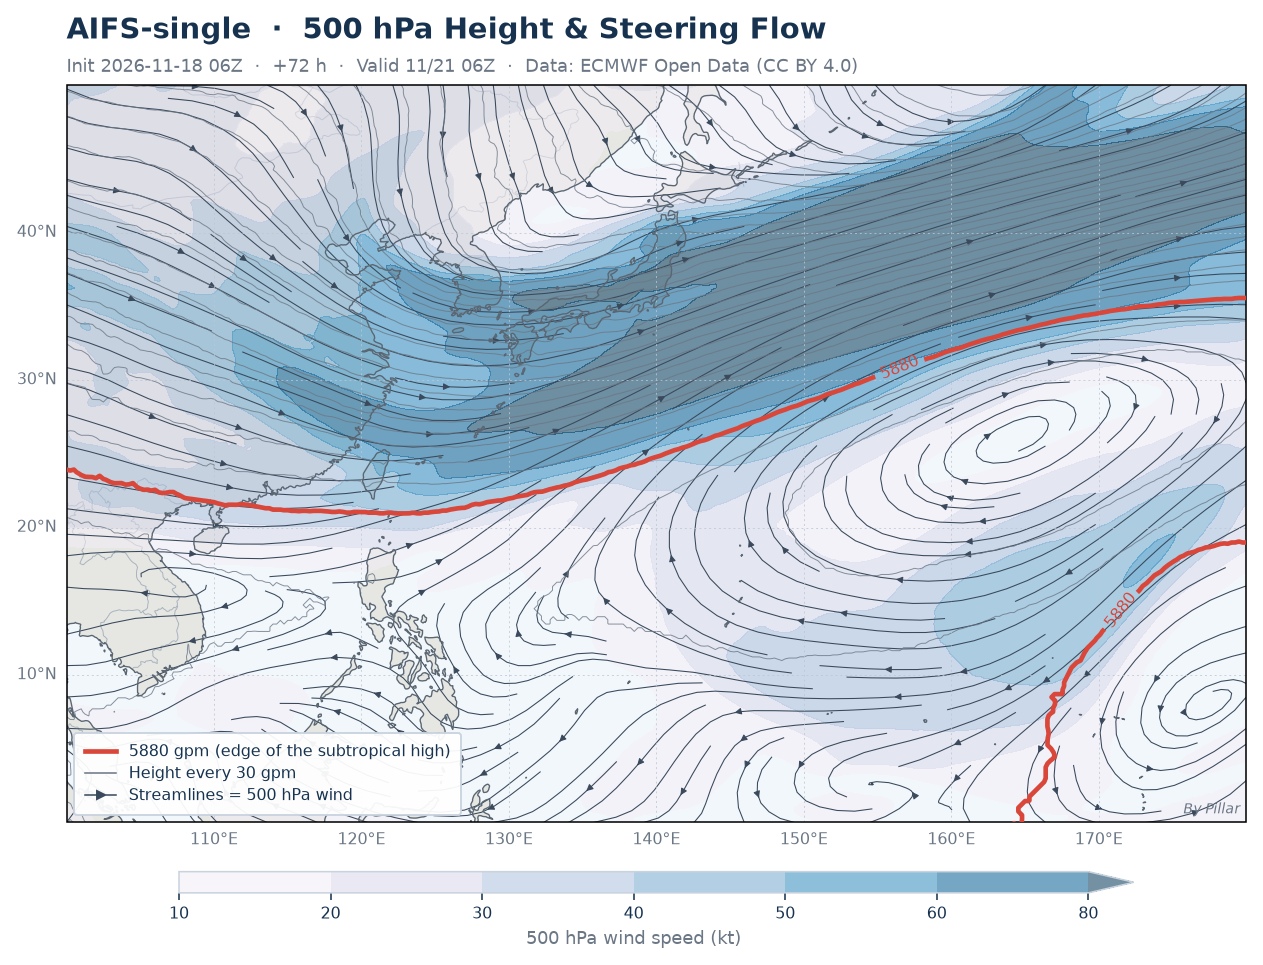 AIFS-single · 500 hPa Height & Steering Flow
Init 2026-11-18 06Z · +72 h · Valid 11/21 06Z · Data: ECMWF Open Data (CC BY 4.0)
40°N
30°N
20°N
10°N
5880
5880
5880 gpm (edge of the subtropical high)
Height every 30 gpm
Streamlines = 500 hPa wind
By Pillar
110°E 120°E 130°E 140°E 150°E 160°E 170°E
10 20 30 40 50 60 80
500 hPa wind speed (kt)